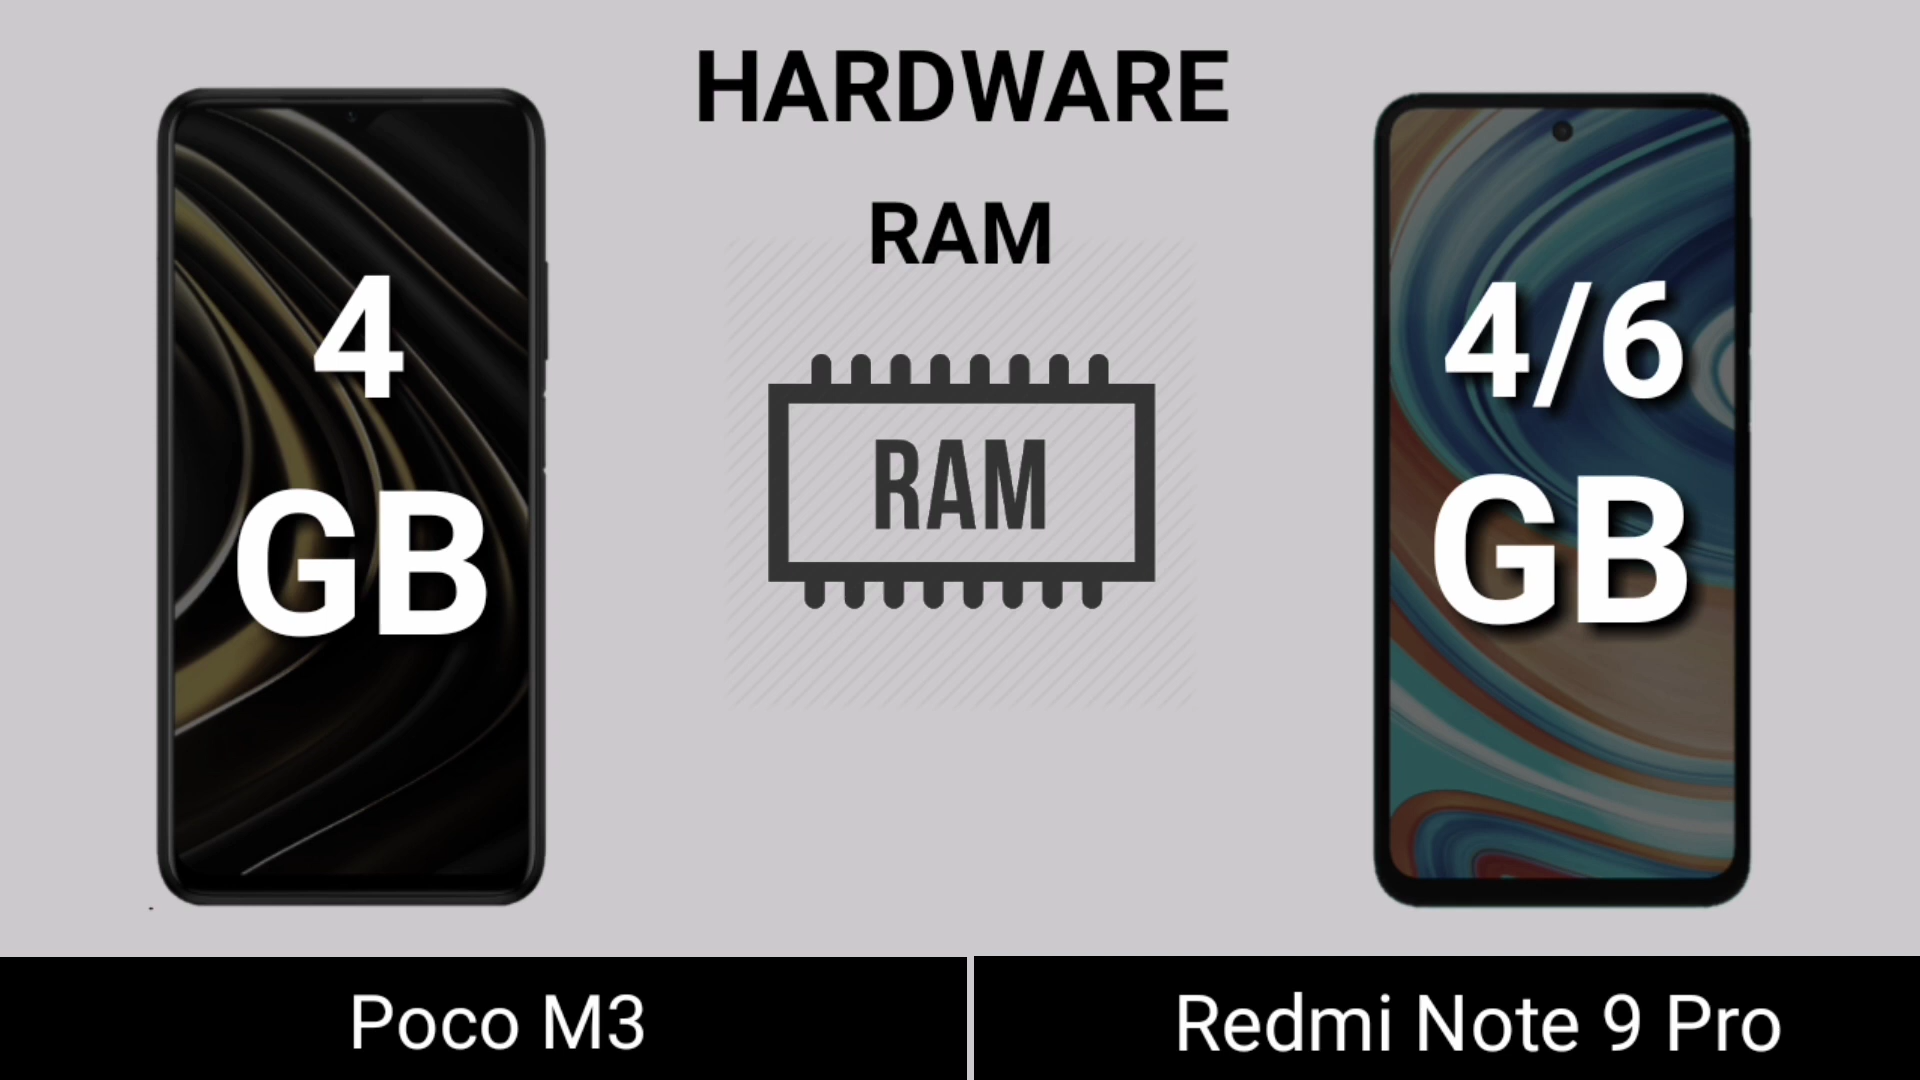 HARDWARE
RAM
4
GB
RAM
4/6
GB
Poco M3
Redmi Note 9 Pro